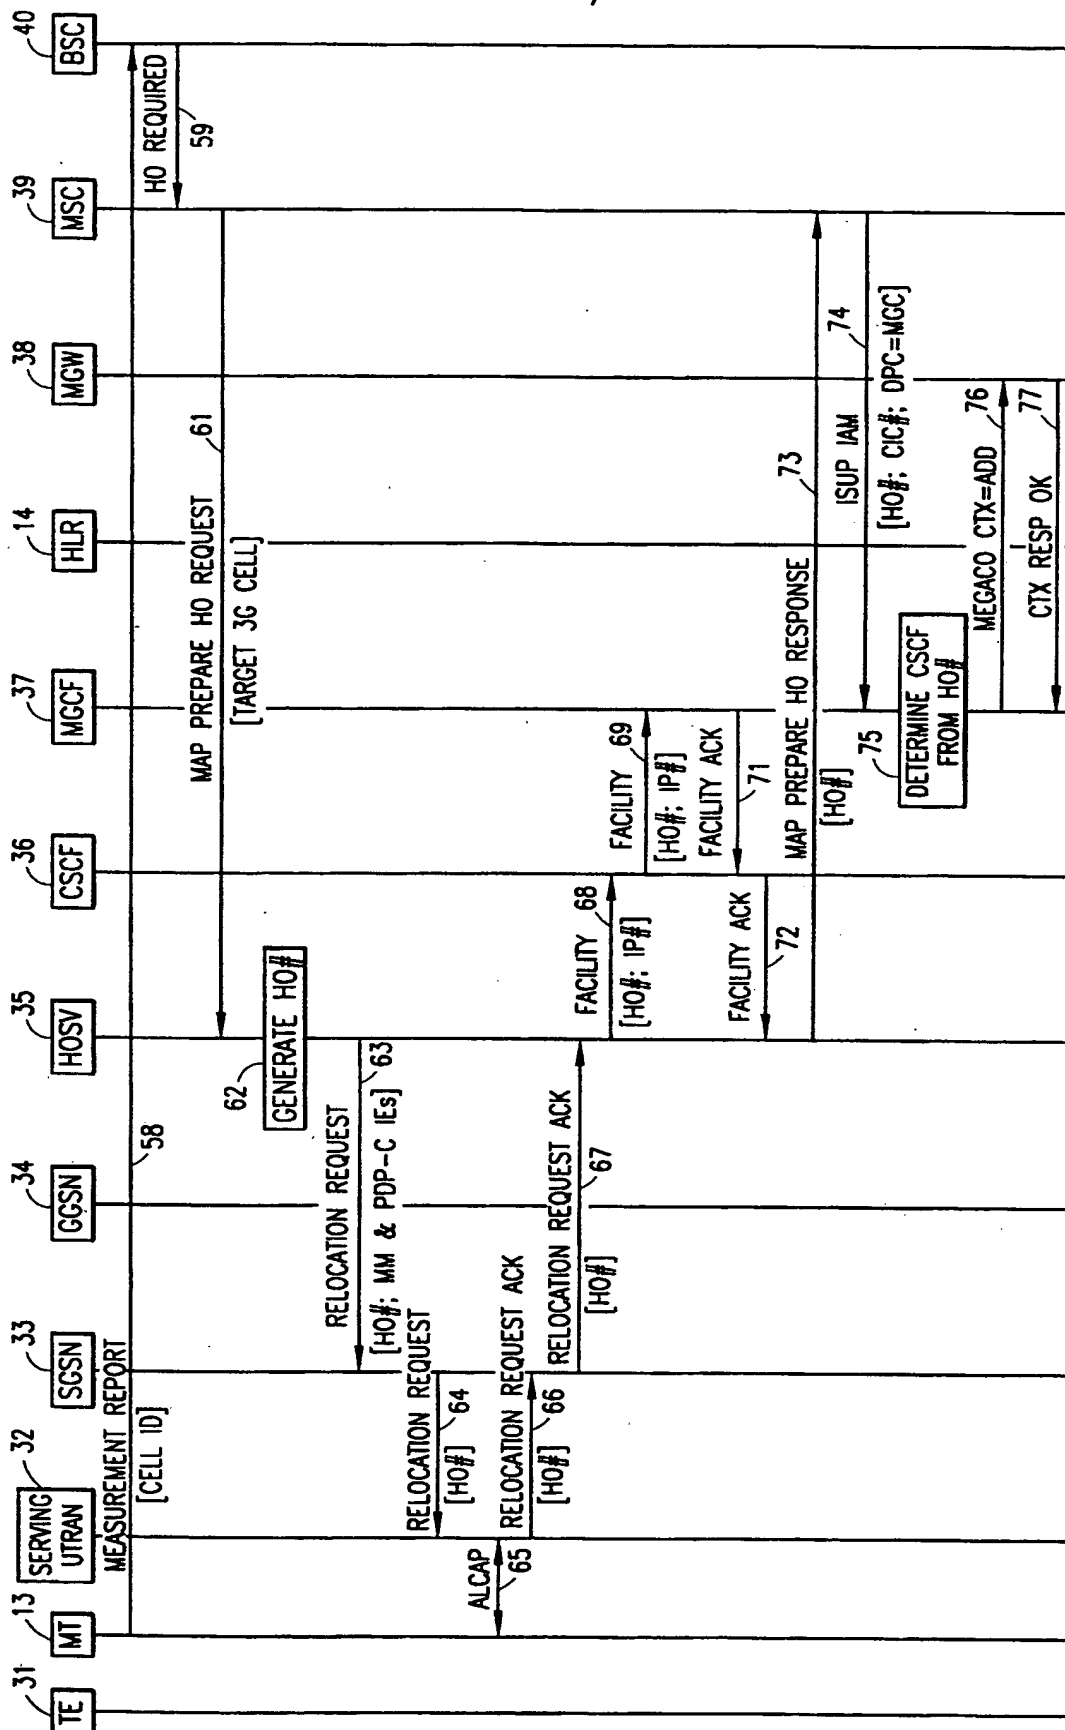 31
TE
13
MT
32
SERVING
UTRAN
33
SGSN
34
GGSN
35
HOSV
36
CSCF
37
MGCF
14
HLR
38
MGW
39
MSC
40
BSC
MEASUREMENT REPORT
58
[CELL ID]
HO REQUIRED
59
MAP PREPARE HO REQUEST
61
[TARGET 3G CELL]
62
GENERATE HO#
RELOCATION REQUEST
63
[HO#; MM & PDP-C IEs]
RELOCATION REQUEST
64
[HO#]
ALCAP
65
RELOCATION REQUEST ACK
66
[HO#]
RELOCATION REQUEST ACK
67
[HO#]
FACILITY
68
[HO#; IP#]
FACILITY
69
[HO#; IP#]
FACILITY ACK
71
FACILITY ACK
72
MAP PREPARE HO RESPONSE
73
[HO#]
ISUP IAM
74
[HO#; CIC#; DPC=MGC]
75
DETERMINE CSCF
FROM HO#
MEGACO CTX=ADD
76
CTX RESP OK
77